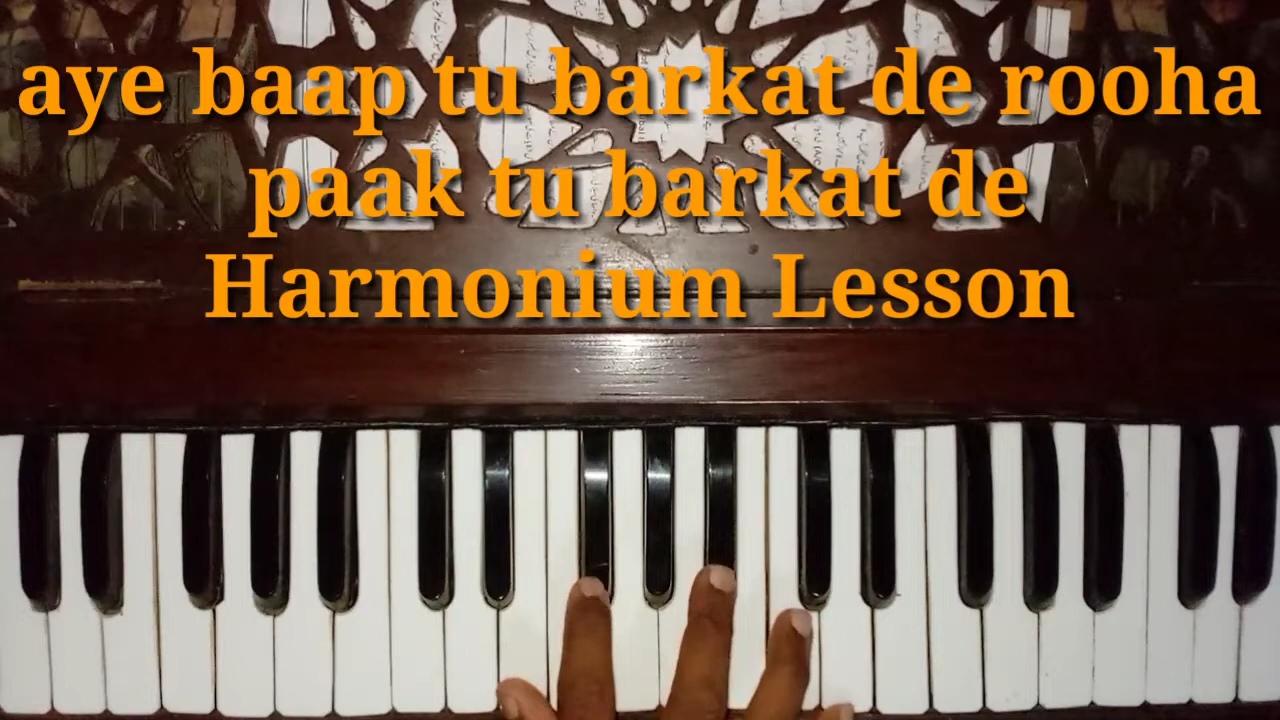 aye baap tu barkat de rooha
paak tu barkat de
Harmonium Lesson